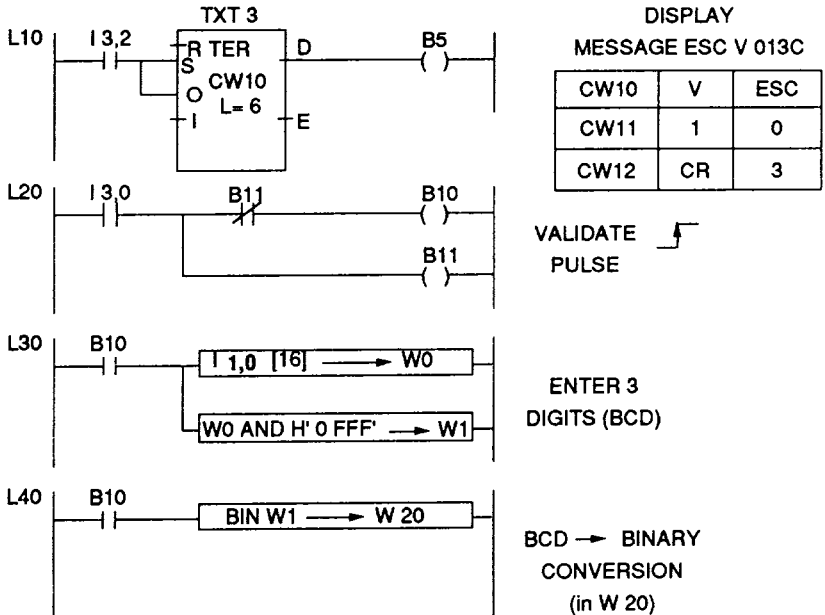 TXT 3
L10
I 3,2
R TER
D
B5
( )
S
CW10
O
L= 6
I
E
DISPLAY
MESSAGE ESC V 013C
CW10 V ESC
CW11 1 0
CW12 CR 3
L20
I 3,0
B11
B10
( )
B11
( )
VALIDATE
PULSE
L30
B10
I 1,0 [16] → W0
W0 AND H' 0 FFF' → W1
ENTER 3
DIGITS (BCD)
L40
B10
BIN W1 → W 20
BCD → BINARY
CONVERSION
(in W 20)